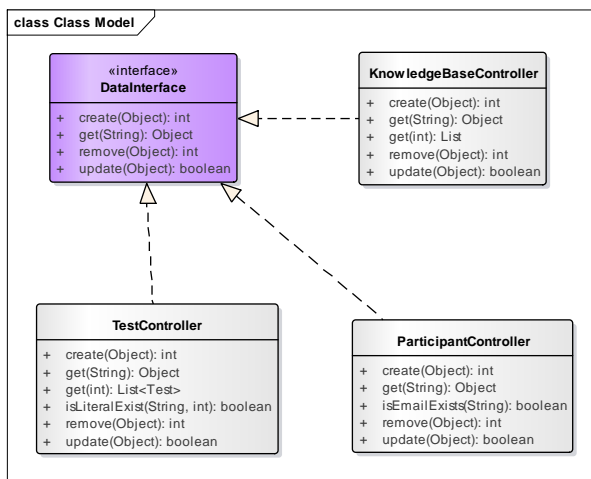 class Class Model
«interface»
DataInterface
+ create(Object): int
+ get(String): Object
+ remove(Object): int
+ update(Object): boolean
KnowledgeBaseController
+ create(Object): int
+ get(String): Object
+ get(int): List
+ remove(Object): int
+ update(Object): boolean
TestController
+ create(Object): int
+ get(String): Object
+ get(int): List<Test>
+ isLiteralExist(String, int): boolean
+ remove(Object): int
+ update(Object): boolean
ParticipantController
+ create(Object): int
+ get(String): Object
+ isEmailExists(String): boolean
+ remove(Object): int
+ update(Object): boolean